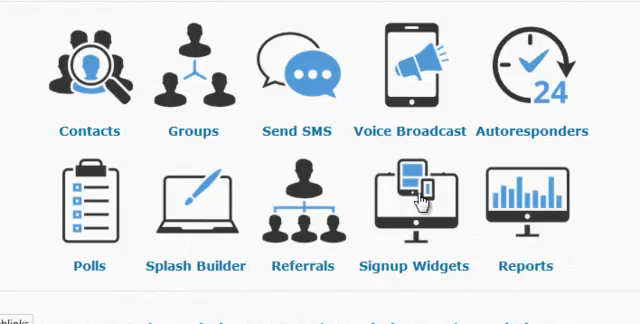 24
Contacts Groups Send SMS Voice Broadcast Autoresponders
Polls Splash Builder Referrals Signup Widgets Reports